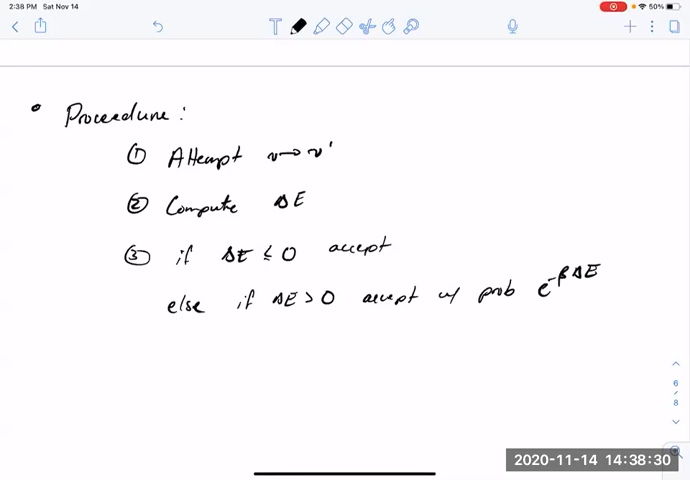 2:38 PM Sat Nov 14
50%
• Procedure:
① Attempt ν→ν'
② Compute ΔE
③ if ΔE ≤ 0 accept
else if ΔE > 0 accept w/ prob e^-βΔE
6
/
8
2020-11-14 14:38:30